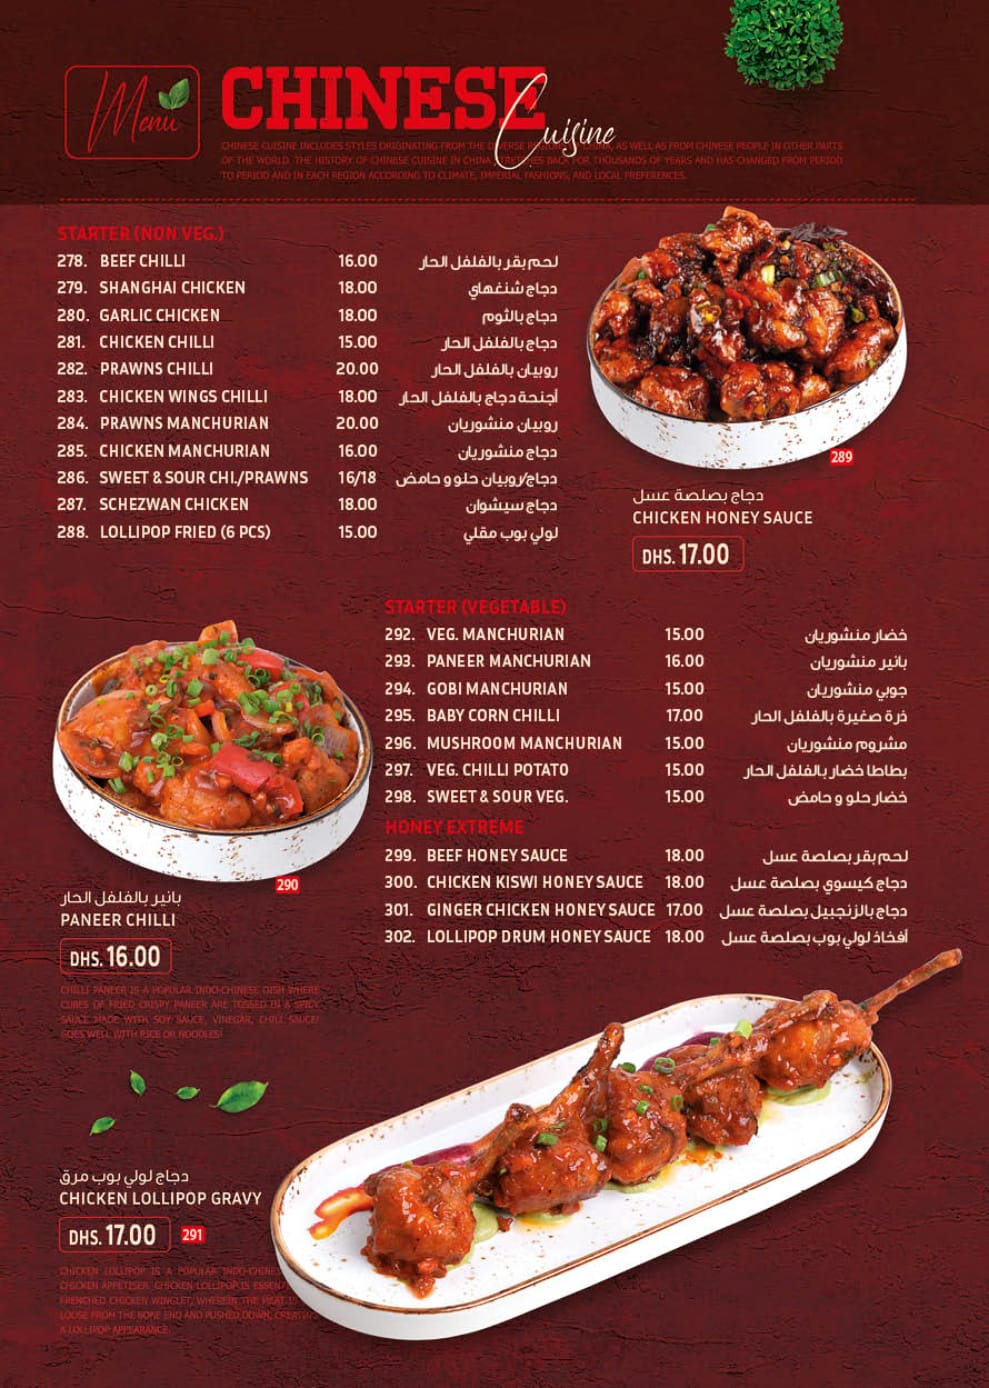 Menu
CHINESE
Cuisine
CHINESE CUISINE INCLUDES STYLES ORIGINATING FROM THE DIVERSE REGIONS OF CHINA, AS WELL AS FROM CHINESE PEOPLE IN OTHER PARTS
OF THE WORLD. THE HISTORY OF CHINESE CUISINE IN CHINA STRETCHES BACK FOR THOUSANDS OF YEARS AND HAS CHANGED FROM PERIOD
TO PERIOD AND IN EACH REGION ACCORDING TO CLIMATE, IMPERIAL FASHIONS, AND LOCAL PREFERENCES.
STARTER (NON VEG.)
278. BEEF CHILLI 16.00 لحم بقر بالفلفل الحار
279. SHANGHAI CHICKEN 18.00 دجاج شنغهاي
280. GARLIC CHICKEN 18.00 دجاج بالثوم
281. CHICKEN CHILLI 15.00 دجاج بالفلفل الحار
282. PRAWNS CHILLI 20.00 روبيان بالفلفل الحار
283. CHICKEN WINGS CHILLI 18.00 أجنحة دجاج بالفلفل الحار
284. PRAWNS MANCHURIAN 20.00 روبيان منشوريان
285. CHICKEN MANCHURIAN 16.00 دجاج منشوريان
286. SWEET & SOUR CHI./PRAWNS 16/18 دجاج/روبيان حلو و حامض
287. SCHEZWAN CHICKEN 18.00 دجاج سيشوان
288. LOLLIPOP FRIED (6 PCS) 15.00 لولي بوب مقلي
289
دجاج بصلصة عسل
CHICKEN HONEY SAUCE
DHS. 17.00
STARTER (VEGETABLE)
292. VEG. MANCHURIAN 15.00 خضار منشوريان
293. PANEER MANCHURIAN 16.00 بانير منشوريان
294. GOBI MANCHURIAN 15.00 جوبي منشوريان
295. BABY CORN CHILLI 17.00 ذرة صغيرة بالفلفل الحار
296. MUSHROOM MANCHURIAN 15.00 مشروم منشوريان
297. VEG. CHILLI POTATO 15.00 بطاطا خضار بالفلفل الحار
298. SWEET & SOUR VEG. 15.00 خضار حلو و حامض
HONEY EXTREME
299. BEEF HONEY SAUCE 18.00 لحم بقر بصلصة عسل
300. CHICKEN KISWI HONEY SAUCE 18.00 دجاج كيسوي بصلصة عسل
301. GINGER CHICKEN HONEY SAUCE 17.00 دجاج بالزنجبيل بصلصة عسل
302. LOLLIPOP DRUM HONEY SAUCE 18.00 أفخاذ لولي بوب بصلصة عسل
290
بانير بالفلفل الحار
PANEER CHILLI
DHS. 16.00
CHILLI PANEER IS A POPULAR INDO-CHINESE DISH WHERE
CUBES OF FRIED CRISPY PANEER ARE TOSSED IN A SPICY
SAUCE MADE WITH SOY SAUCE, VINEGAR, CHILI SAUCE!
GOES WELL WITH RICE OR NOODLES!
دجاج لولي بوب مرق
CHICKEN LOLLIPOP GRAVY
DHS. 17.00 291
CHICKEN LOLLIPOP IS A POPULAR INDO-CHINESE
CHICKEN APPETISER. CHICKEN LOLLIPOP IS
FRENCHED CHICKEN WINGLET, WHEREIN THE MEAT IS
LOOSE FROM THE BONE END AND PUSHED DOWN, CREATING
A LOLLIPOP APPEARANCE.